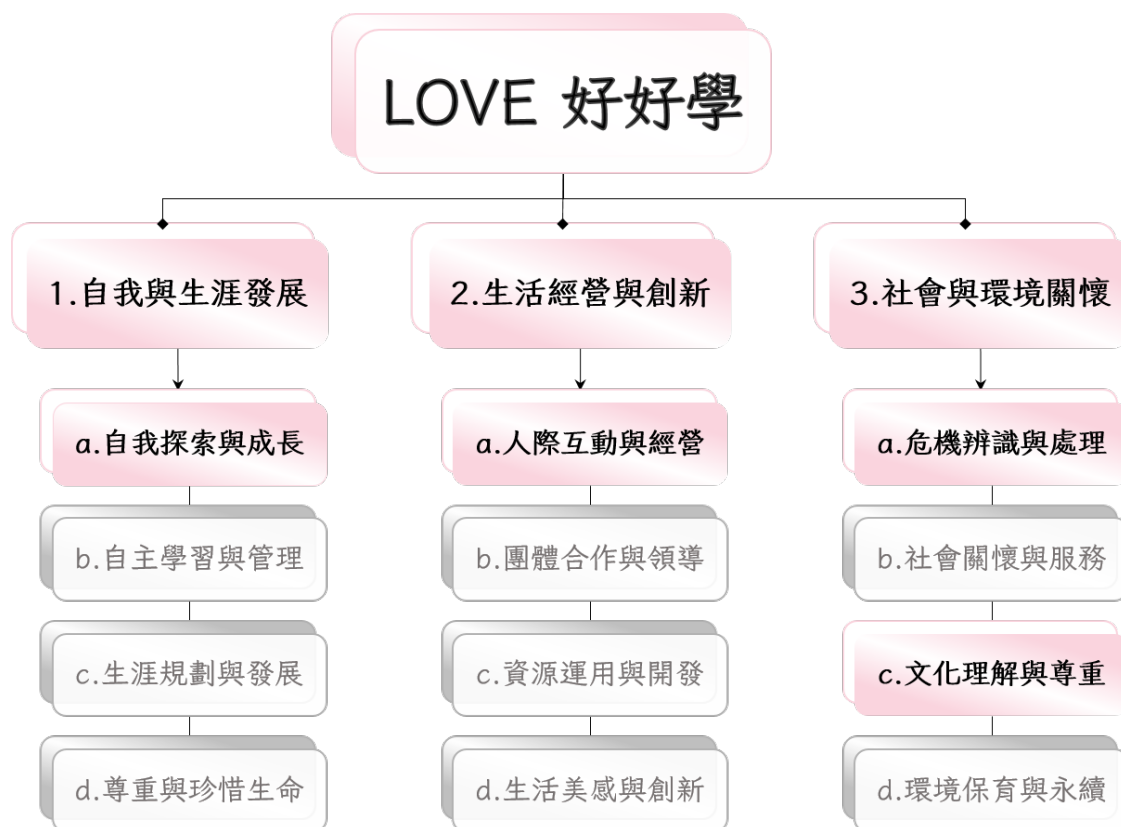 LOVE 好好學
1.自我與生涯發展
a.自我探索與成長
b.自主學習與管理
c.生涯規劃與發展
d.尊重與珍惜生命
2.生活經營與創新
a.人際互動與經營
b.團體合作與領導
c.資源運用與開發
d.生活美感與創新
3.社會與環境關懷
a.危機辨識與處理
b.社會關懷與服務
c.文化理解與尊重
d.環境保育與永續